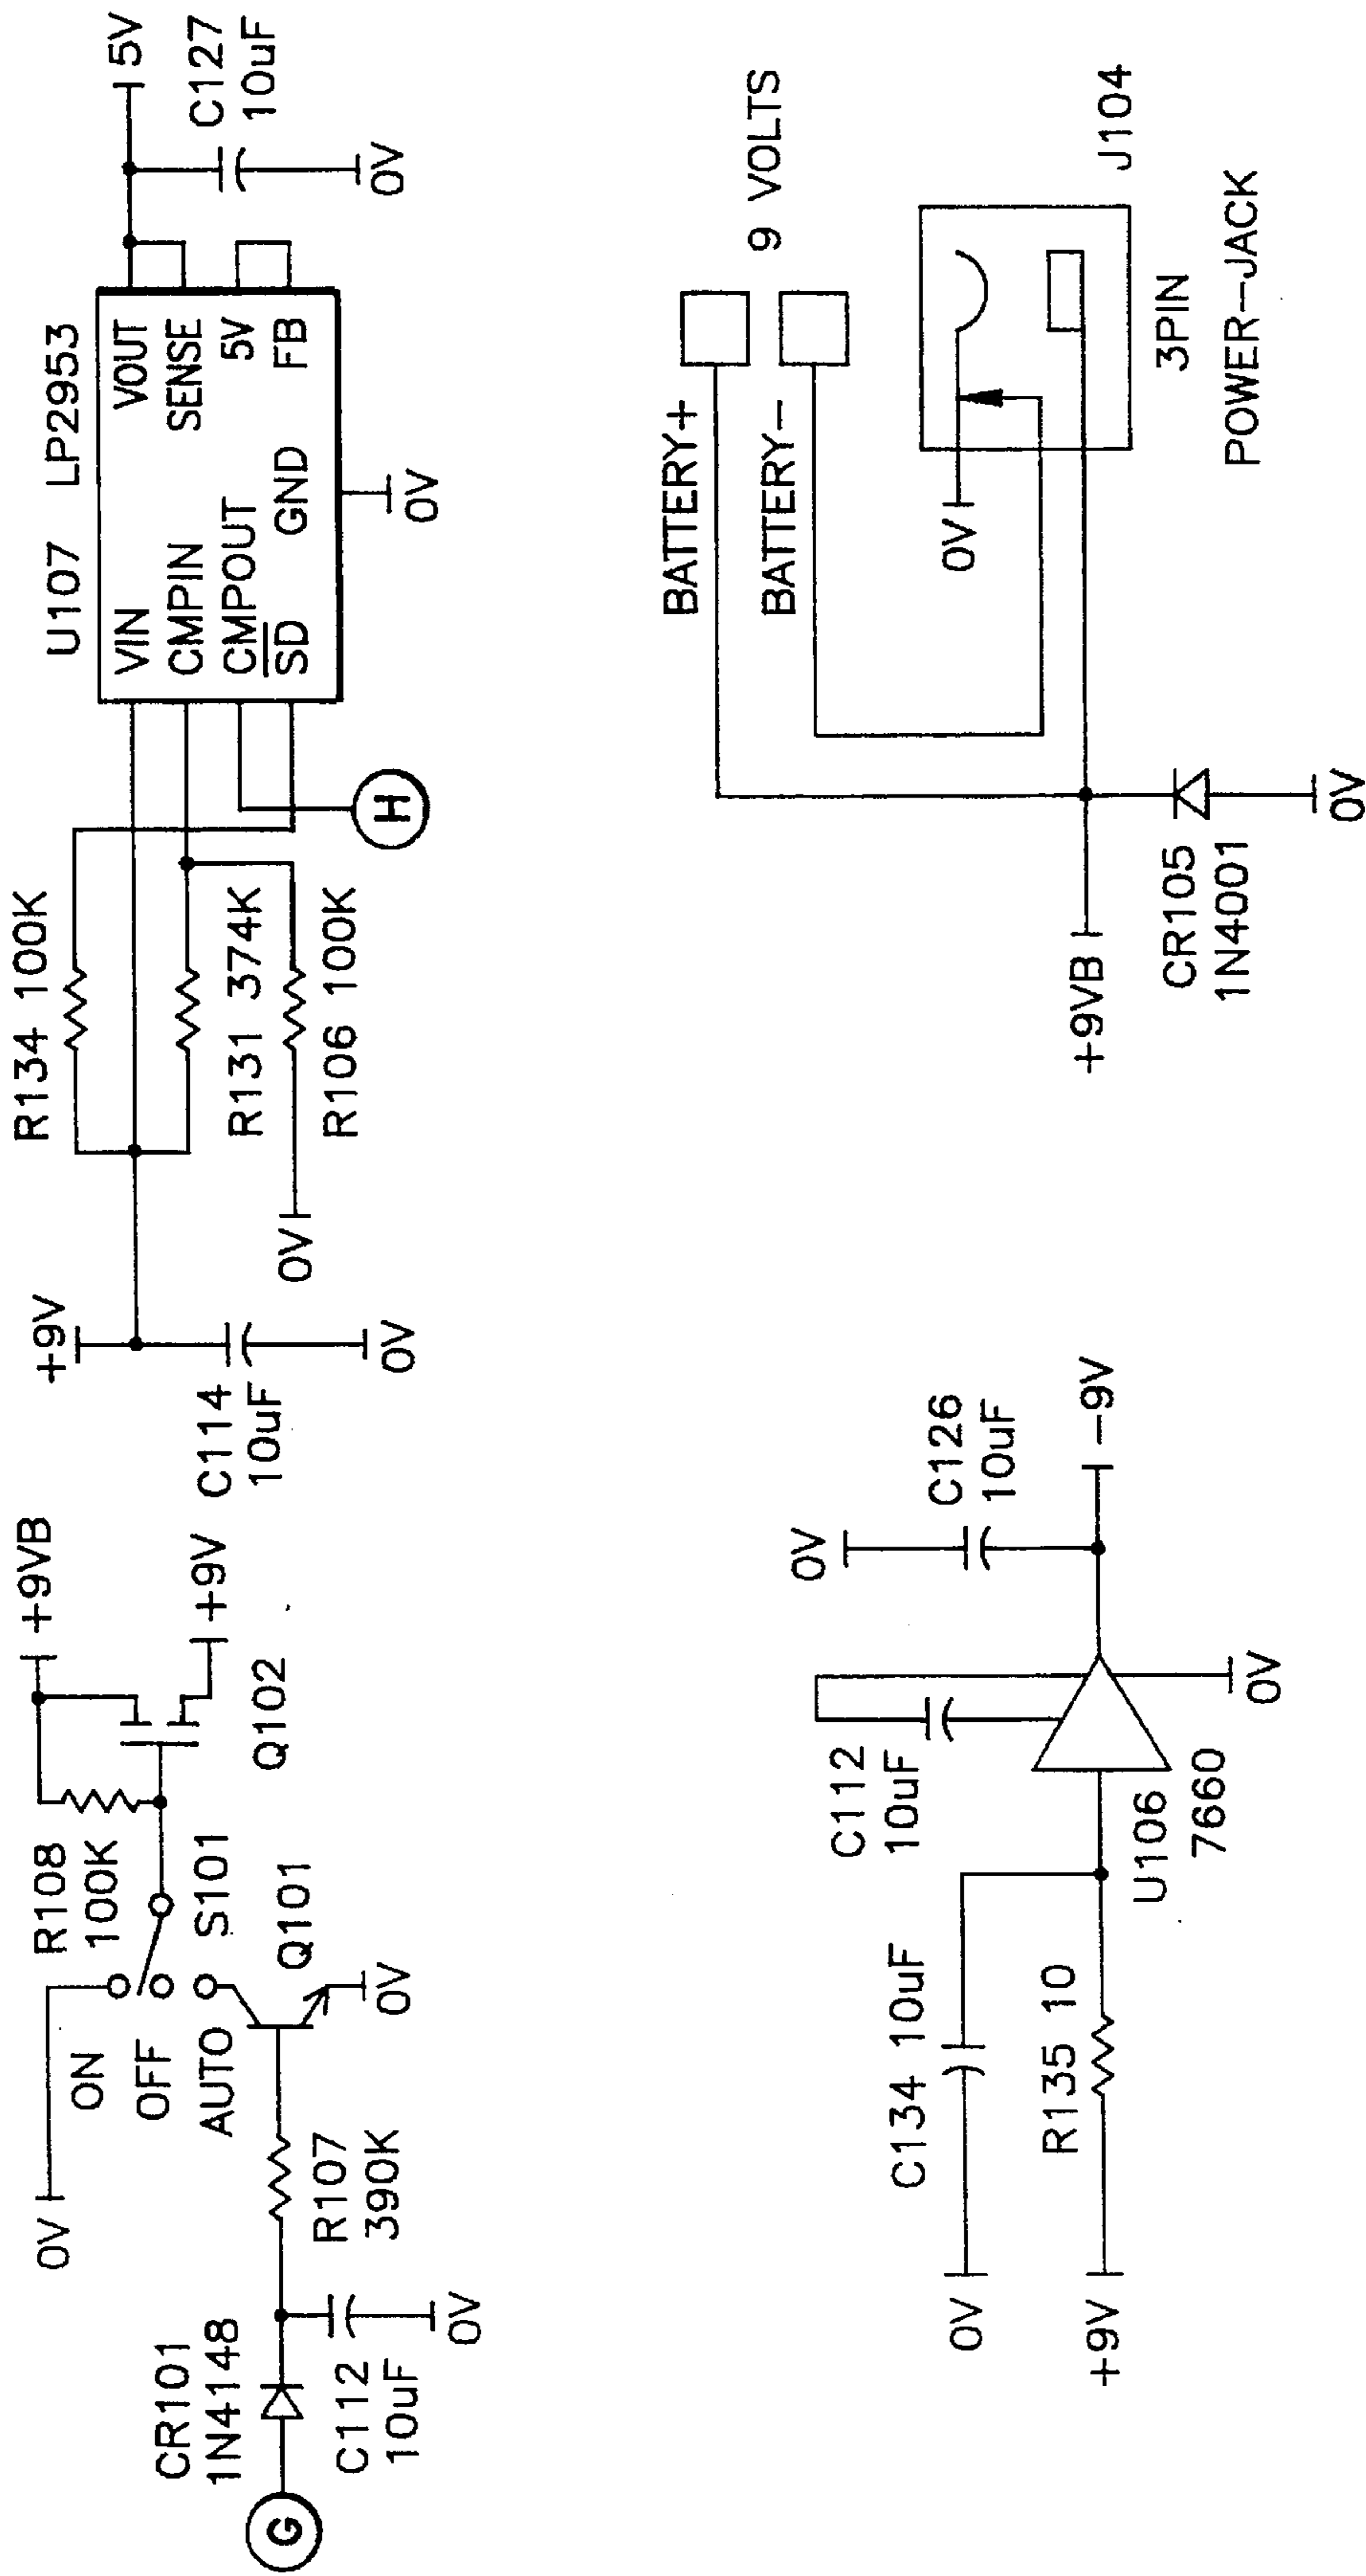 G
CR101
1N4148
C112
10uF
0V
R107
390K
0V
ON
OFF
AUTO
S101
Q101
0V
R108
100K
+9VB
+9V
Q102
+9V
C114
10uF
0V
R134 100K
R131 374K
R106 100K
0V
H
U107 LP2953
VIN
CMPIN
CMPOUT
SD
GND
VOUT
SENSE
5V
FB
0V
5V
C127
10uF
0V
0V
+9V
C134 10uF
R135 10
U106
7660
C112
10uF
0V
0V
C126
10uF
-9V
+9VB
CR105
1N4001
0V
BATTERY+
BATTERY-
9 VOLTS
0V
J104
3PIN
POWER-JACK